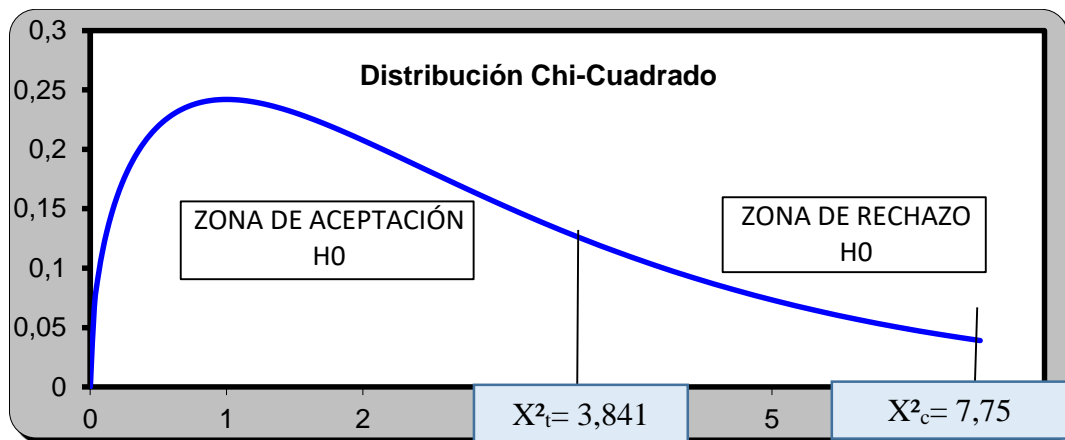 0,3
Distribución Chi-Cuadrado
0,25
0,2
0,15
ZONA DE ACEPTACIÓN
H0
ZONA DE RECHAZO
H0
0,1
0,05
0
0 1 2 5
X²t= 3,841
X²c= 7,75